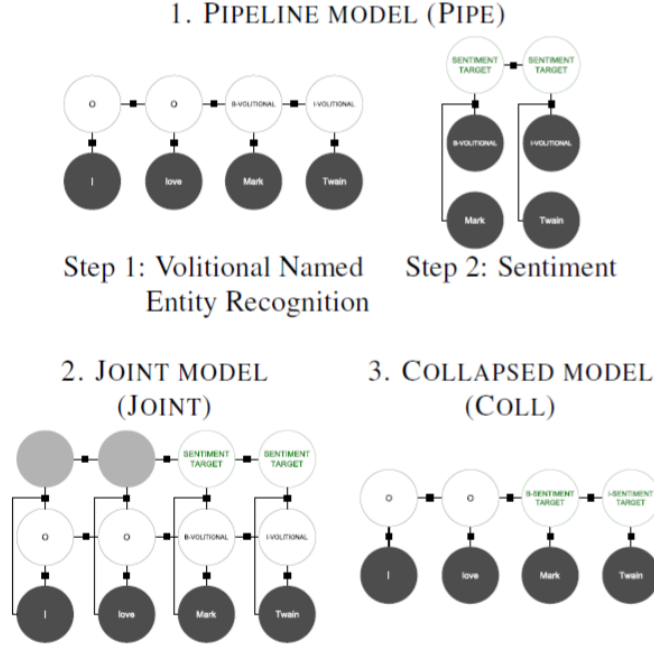 1. PIPELINE MODEL (PIPE)
SENTIMENT TARGET SENTIMENT TARGET
O O B-VOLITIONAL I-VOLITIONAL
B-VOLITIONAL I-VOLITIONAL
I love Mark Twain
Mark Twain
Step 1: Volitional Named
Entity Recognition
Step 2: Sentiment
2. JOINT MODEL
(JOINT)
SENTIMENT TARGET SENTIMENT TARGET
O O B-VOLITIONAL I-VOLITIONAL
I love Mark Twain
3. COLLAPSED MODEL
(COLL)
O O B-SENTIMENT TARGET I-SENTIMENT TARGET
I love Mark Twain